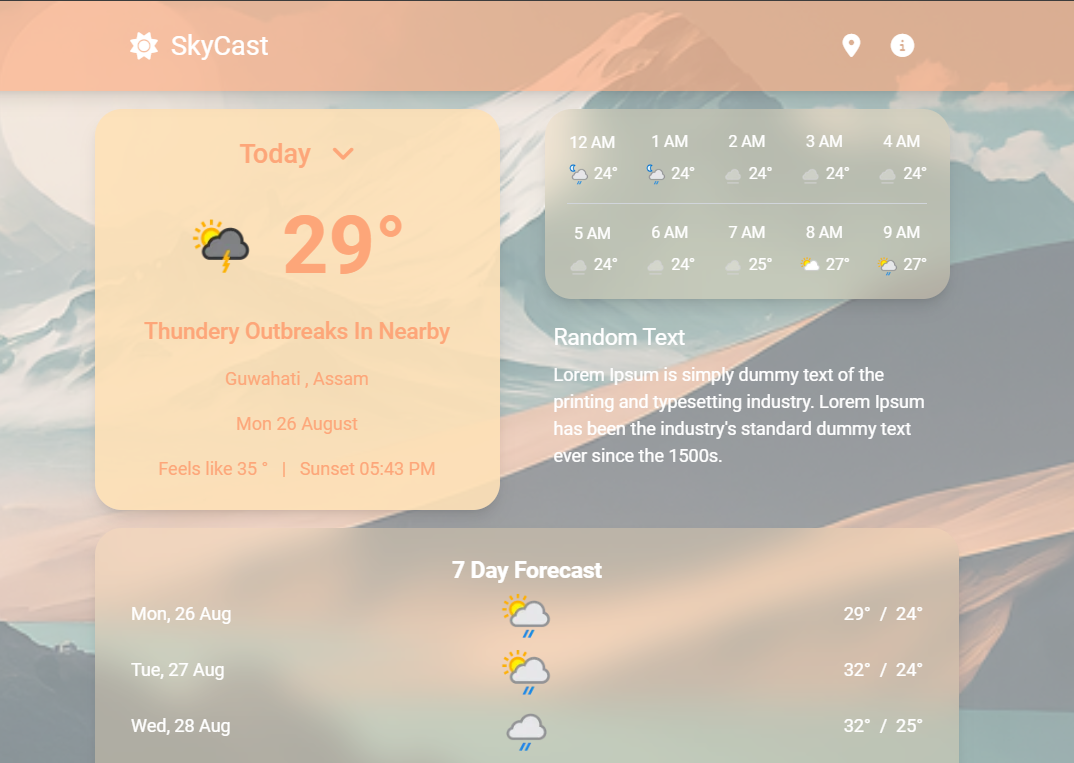 SkyCast
Today
29°
Thundery Outbreaks In Nearby
Guwahati , Assam
Mon 26 August
Feels like 35 ° | Sunset 05:43 PM
12 AM 1 AM 2 AM 3 AM 4 AM
24° 24° 24° 24° 24°
5 AM 6 AM 7 AM 8 AM 9 AM
24° 24° 25° 27° 27°
Random Text
Lorem Ipsum is simply dummy text of the
printing and typesetting industry. Lorem Ipsum
has been the industry's standard dummy text
ever since the 1500s.
7 Day Forecast
Mon, 26 Aug 29° / 24°
Tue, 27 Aug 32° / 24°
Wed, 28 Aug 32° / 25°